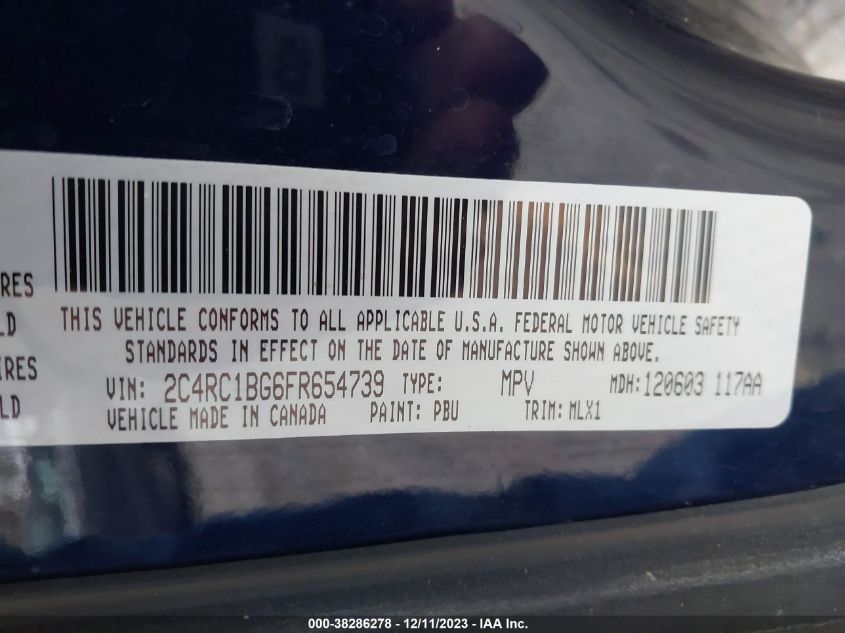 RES
LD
IRES
LD
THIS VEHICLE CONFORMS TO ALL APPLICABLE U.S.A. FEDERAL MOTOR VEHICLE SAFETY
STANDARDS IN EFFECT ON THE DATE OF MANUFACTURE SHOWN ABOVE.
VIN: 2C4RC1BG6FR654739 TYPE: MPV MDH: 120603 117AA
VEHICLE MADE IN CANADA PAINT: PBU TRIM: MLX1
000-38286278 - 12/11/2023 - IAA Inc.